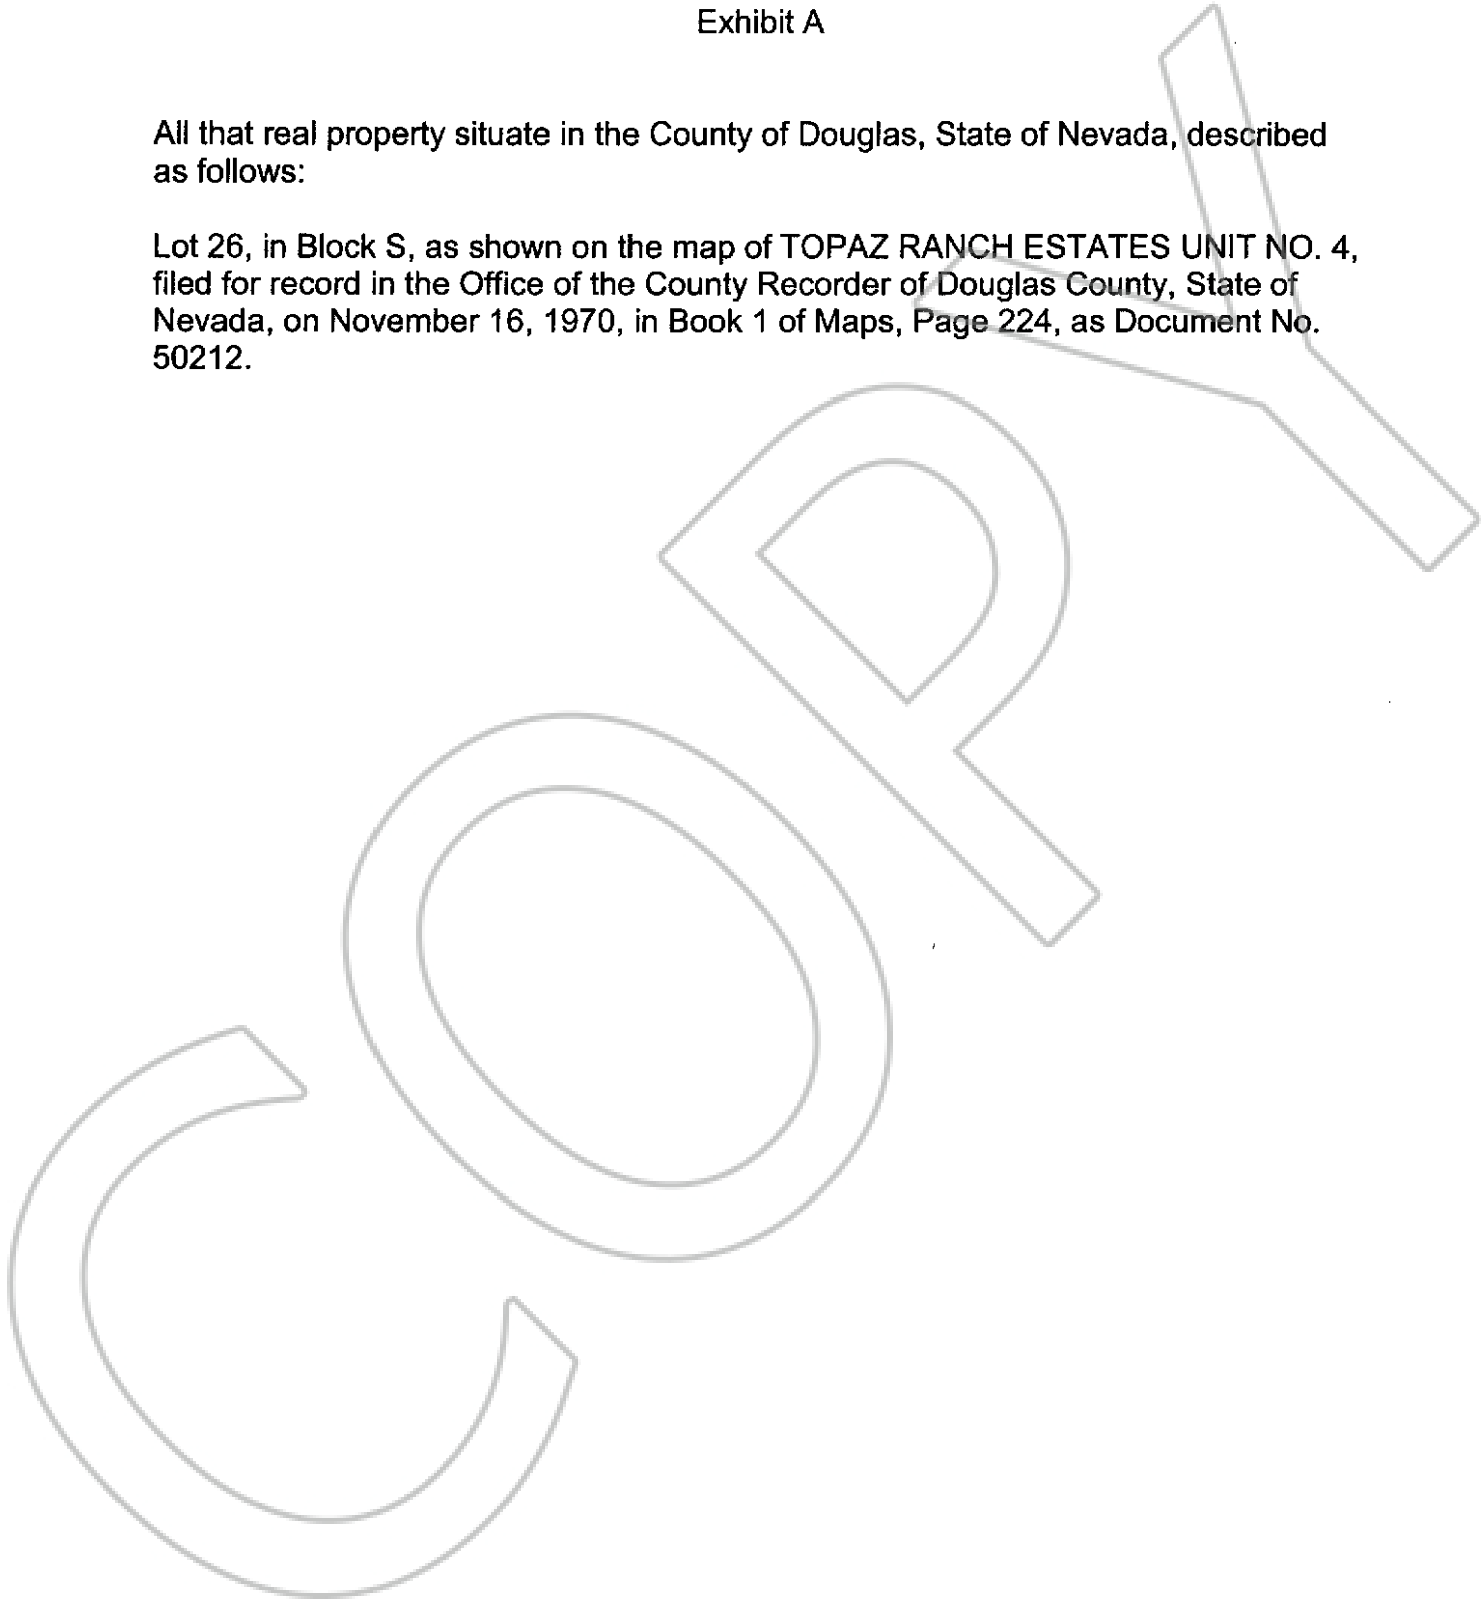 Exhibit A
All that real property situate in the County of Douglas, State of Nevada, described
as follows:
Lot 26, in Block S, as shown on the map of TOPAZ RANCH ESTATES UNIT NO. 4,
filed for record in the Office of the County Recorder of Douglas County, State of
Nevada, on November 16, 1970, in Book 1 of Maps, Page 224, as Document No.
50212.
COPY